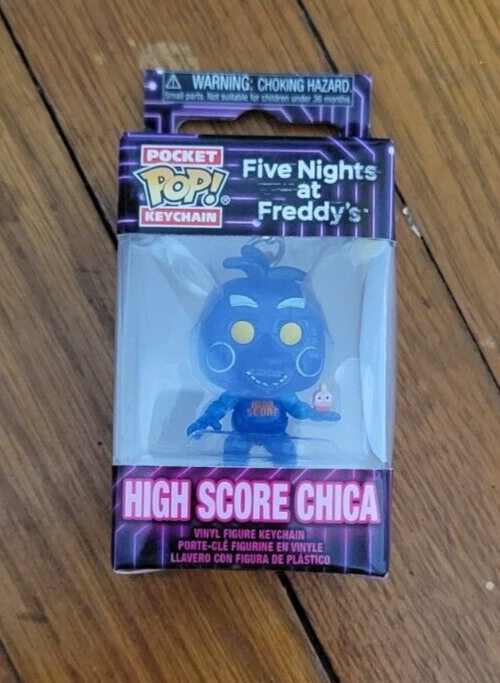 WARNING: CHOKING HAZARD.
Small parts. Not suitable for children under 36 months.
POCKET
POP!®
KEYCHAIN
Five Nights
at
Freddy's™
HIGH
SCORE
HIGH SCORE CHICA
VINYL FIGURE KEYCHAIN
PORTE-CLÉ FIGURINE EN VINYLE
LLAVERO CON FIGURA DE PLÁSTICO